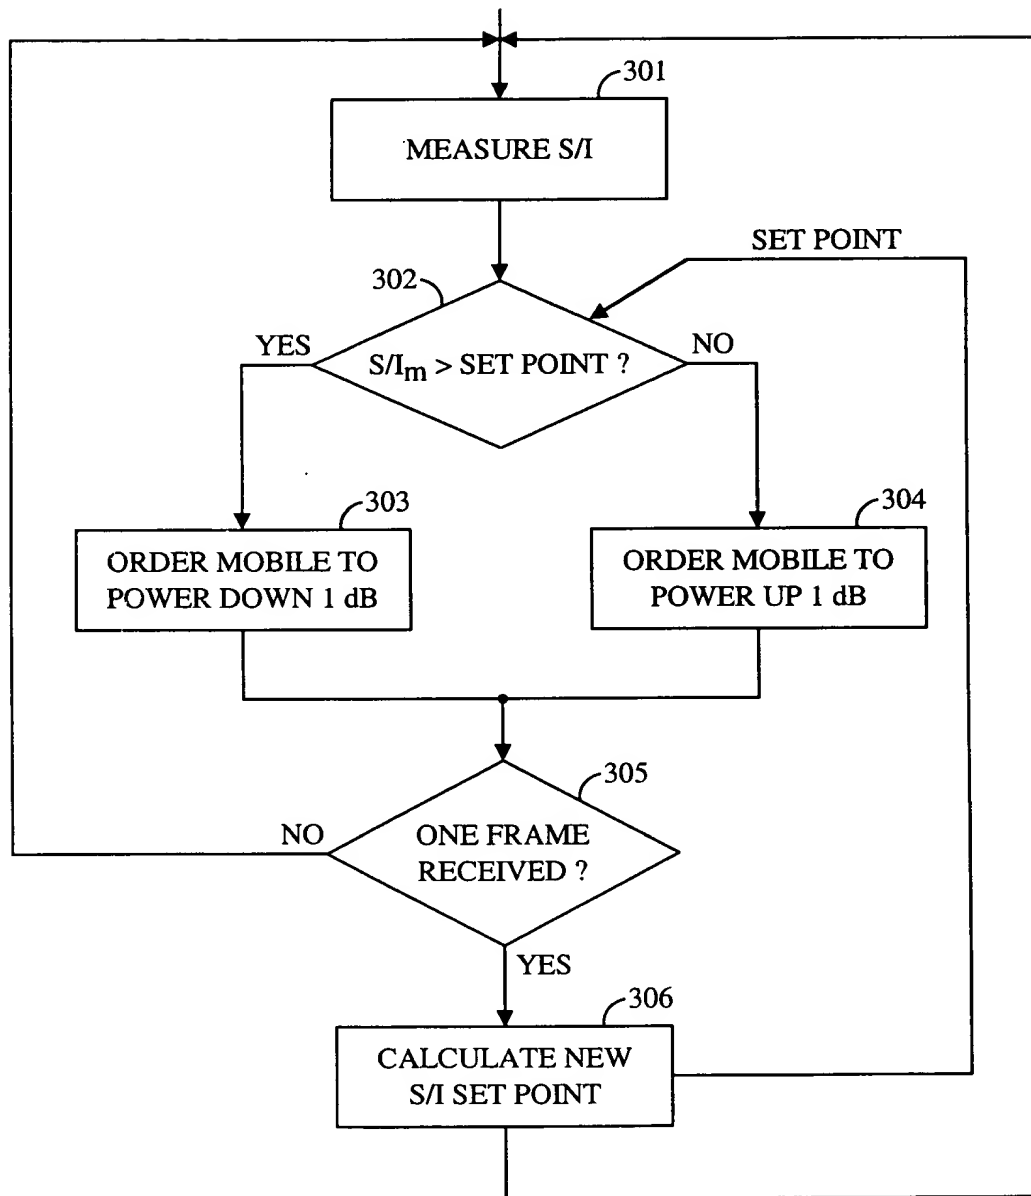 301
MEASURE S/I
SET POINT
302
YES
S/Im > SET POINT ?
NO
303
ORDER MOBILE TO
POWER DOWN 1 dB
304
ORDER MOBILE TO
POWER UP 1 dB
305
NO
ONE FRAME
RECEIVED ?
YES
306
CALCULATE NEW
S/I SET POINT